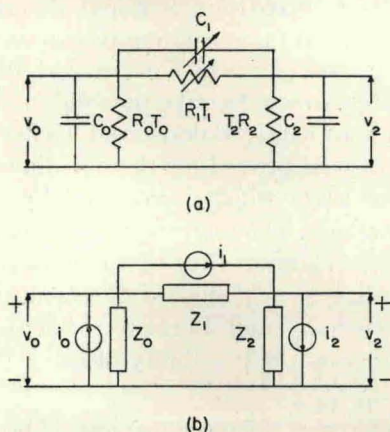 C₁
R₁T₁
v₀ C₀ R₀T₀ T₂R₂ C₂ v₂
(a)
i₁
Z₁
+ +
v₀ i₀ Z₀ Z₂ i₂ v₂
− −
(b)